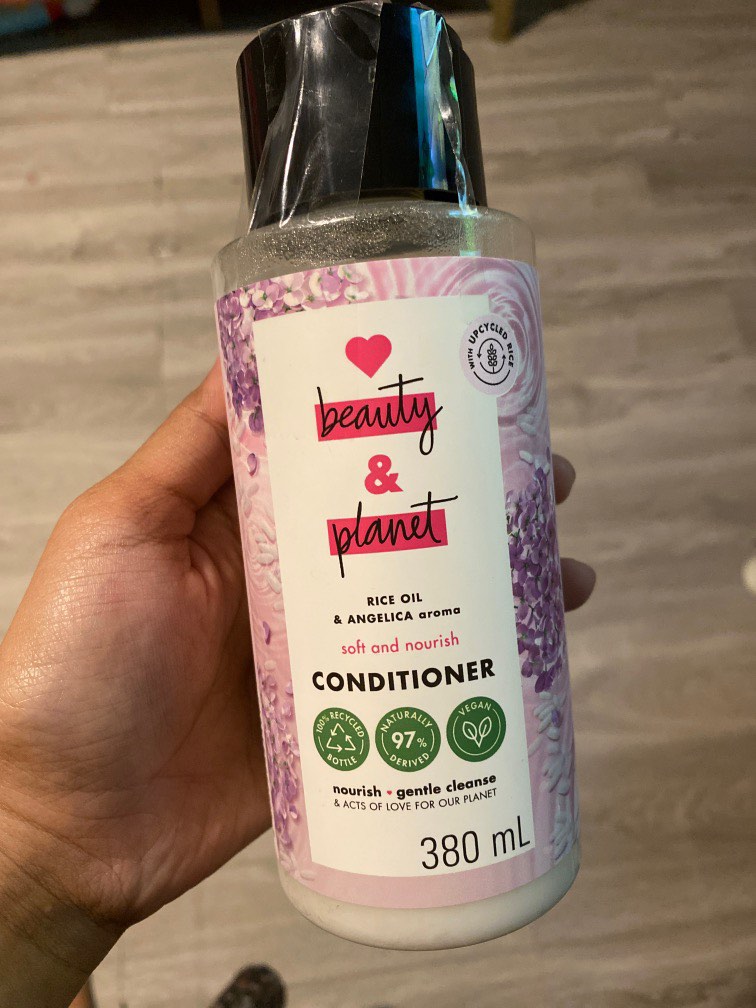 WITH UPCYCLED RICE
beauty
&
planet
RICE OIL
& ANGELICA aroma
soft and nourish
CONDITIONER
100% RECYCLED
BOTTLE
NATURALLY
97%
DERIVED
VEGAN
nourish • gentle cleanse
& ACTS OF LOVE FOR OUR PLANET
380 mL